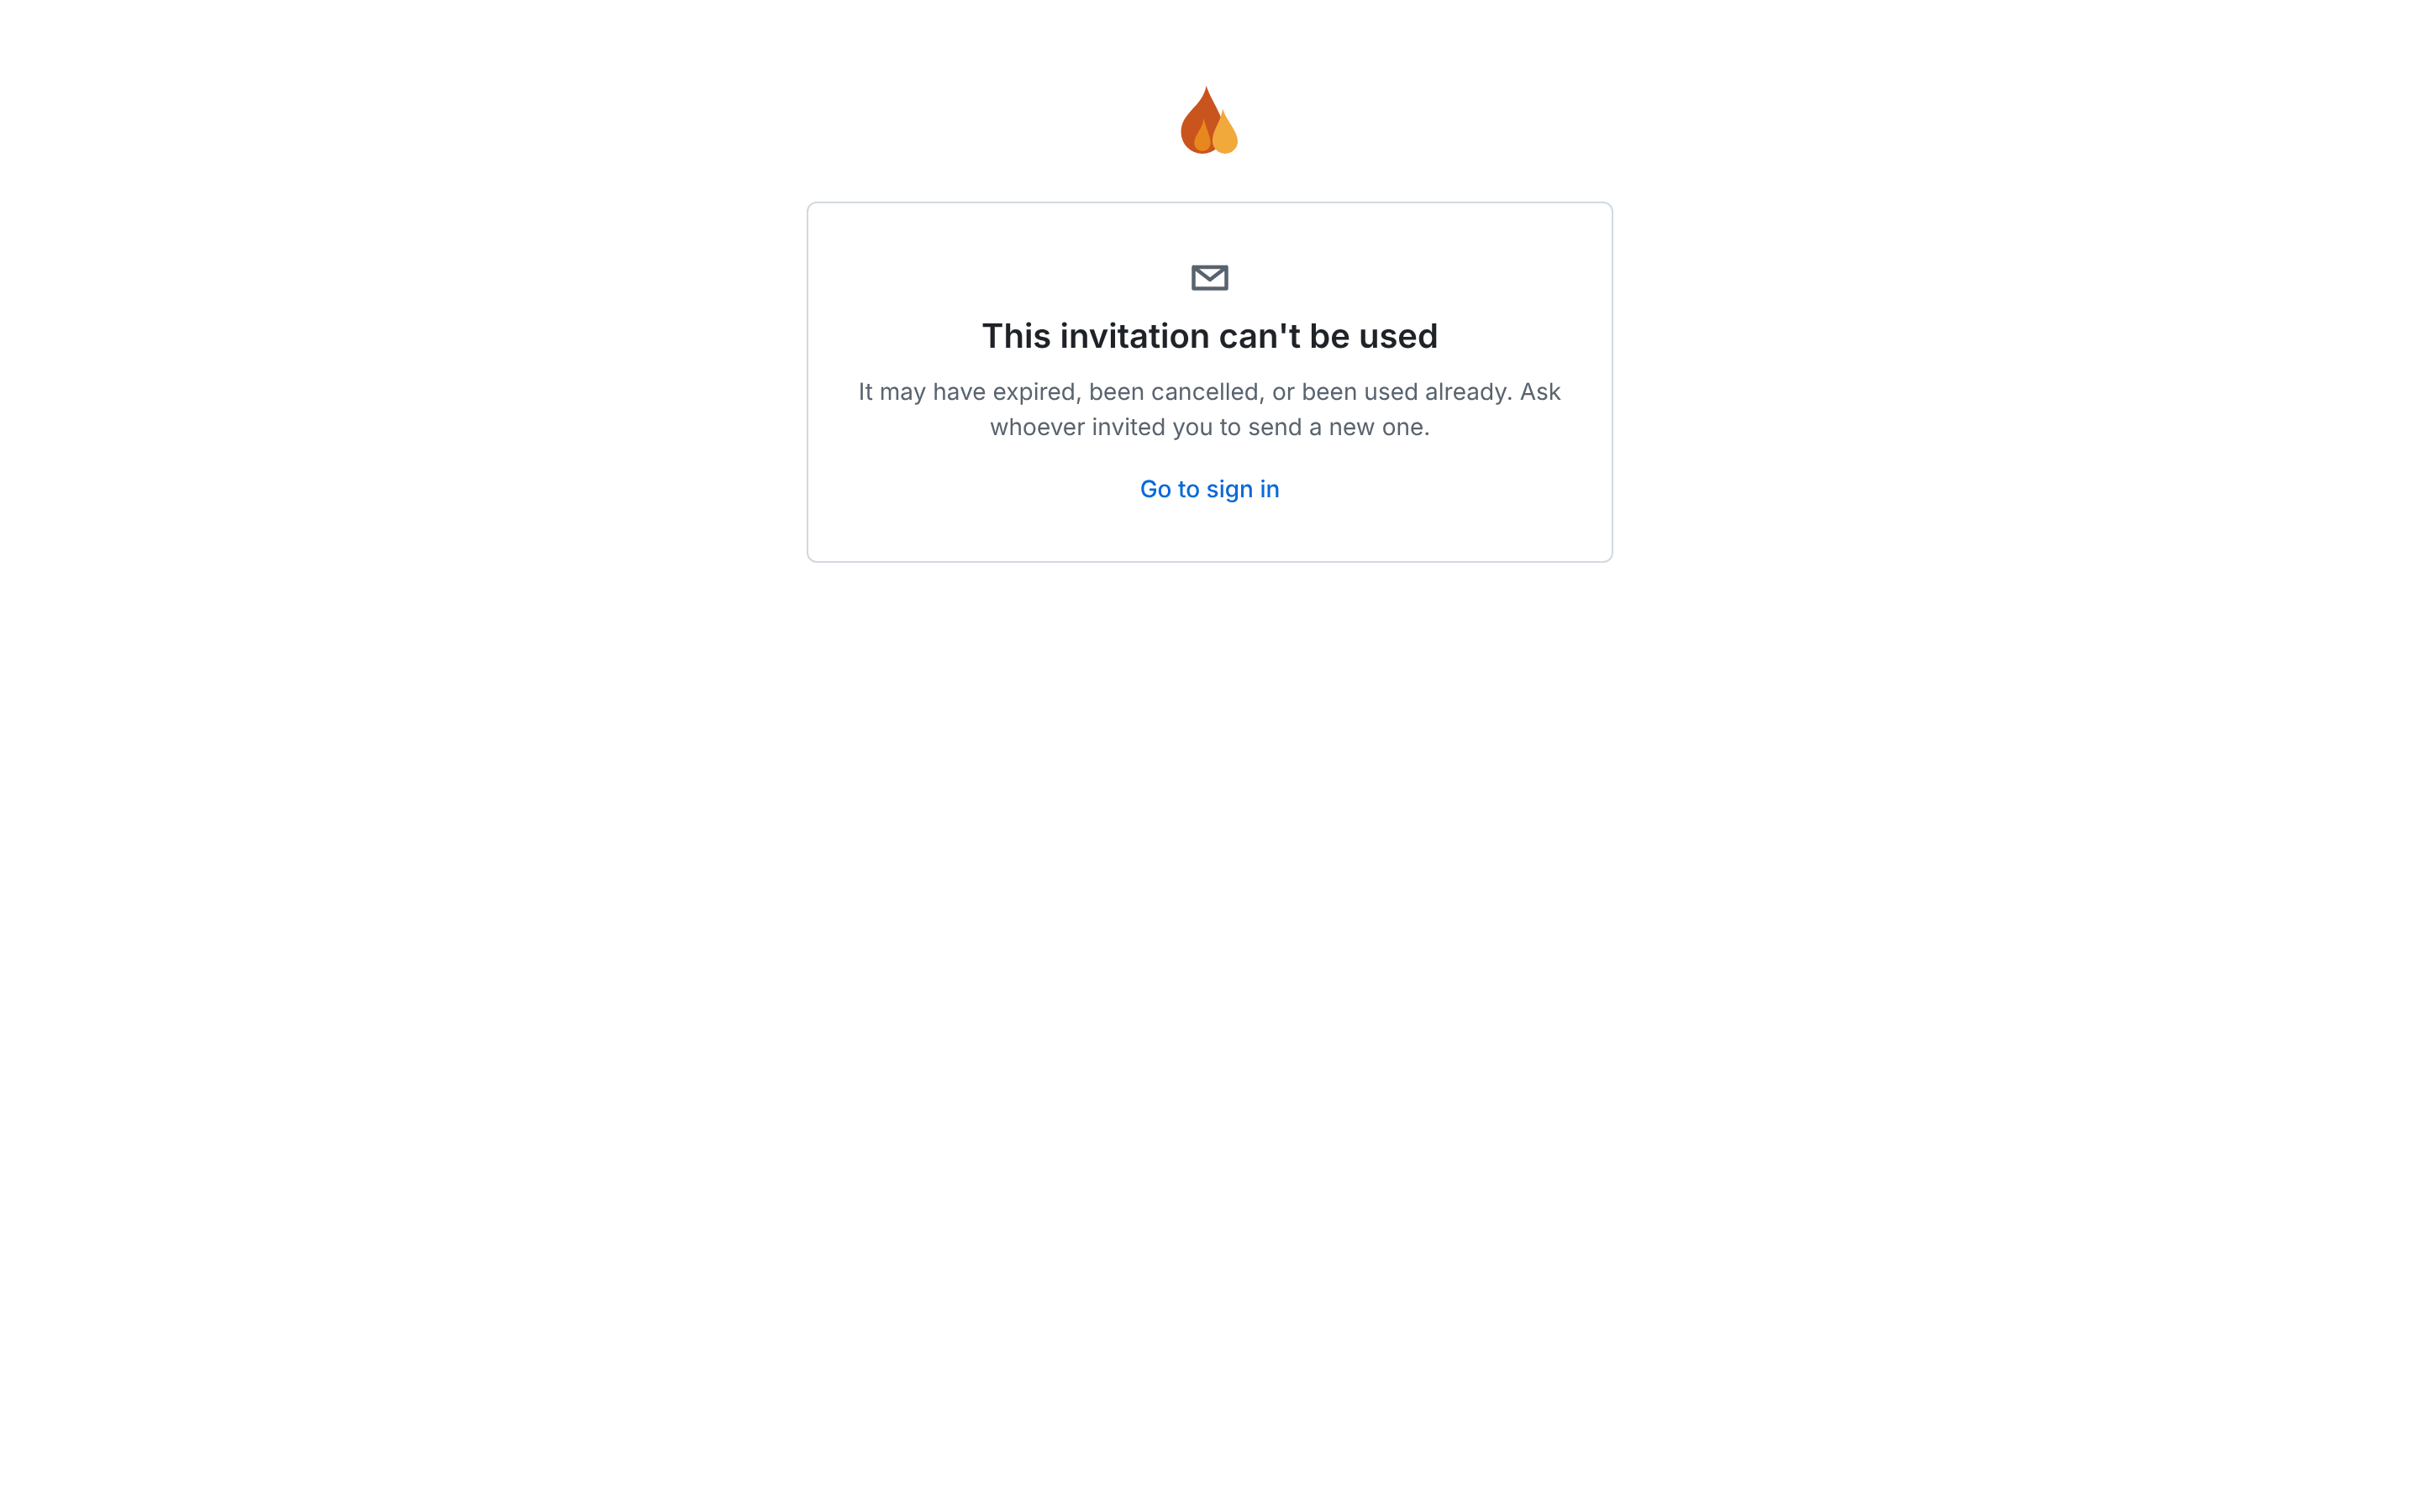 This invitation can't be used
It may have expired, been cancelled, or been used already. Ask
whoever invited you to send a new one.
Go to sign in